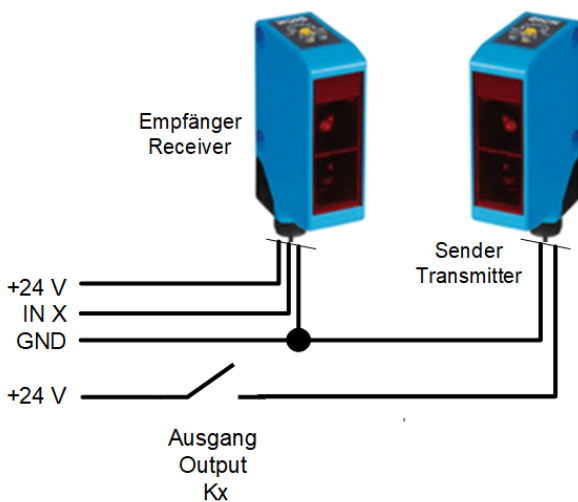 Empfänger
Receiver
Sender
Transmitter
+24 V
IN X
GND
+24 V
Ausgang
Output
Kx